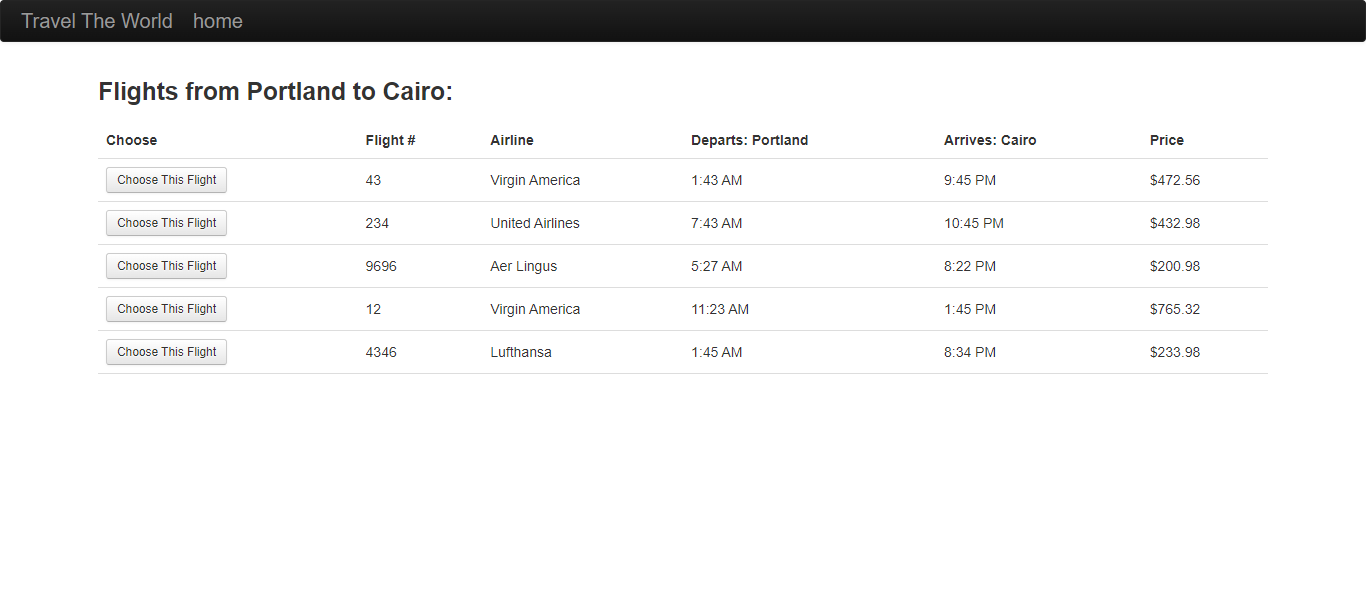 Travel The World home
Flights from Portland to Cairo:
Choose Flight # Airline Departs: Portland Arrives: Cairo Price
Choose This Flight 43 Virgin America 1:43 AM 9:45 PM $472.56
Choose This Flight 234 United Airlines 7:43 AM 10:45 PM $432.98
Choose This Flight 9696 Aer Lingus 5:27 AM 8:22 PM $200.98
Choose This Flight 12 Virgin America 11:23 AM 1:45 PM $765.32
Choose This Flight 4346 Lufthansa 1:45 AM 8:34 PM $233.98